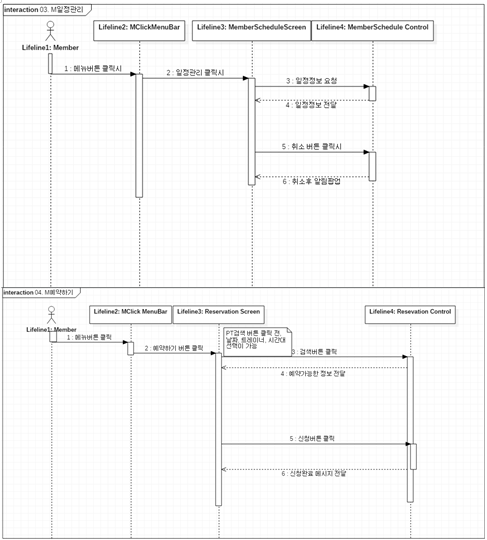 interaction 03. M일정관리
Lifeline1: Member
Lifeline2: MClickMenuBar
Lifeline3: MemberScheduleScreen
Lifeline4: MemberSchedule Control
1 : 메뉴버튼 클릭시
2 : 일정관리 클릭시
3 : 일정정보 요청
4 : 일정정보 전달
5 : 취소 버튼 클릭시
6 : 취소후 알림팝업
interaction 04. M예약하기
Lifeline1: Member
Lifeline2: MClick MenuBar
Lifeline3: Reservation Screen
Lifeline4: Resevation Control
1 : 메뉴버튼 클릭
2 : 예약하기 버튼 클릭
PT검색 버튼 클릭 전,
날짜, 트레이너, 시간대
선택이 가능
3 : 검색버튼 클릭
4 : 예약가능한 정보 전달
5 : 신청버튼 클릭
6 : 신청완료 메시지 전달